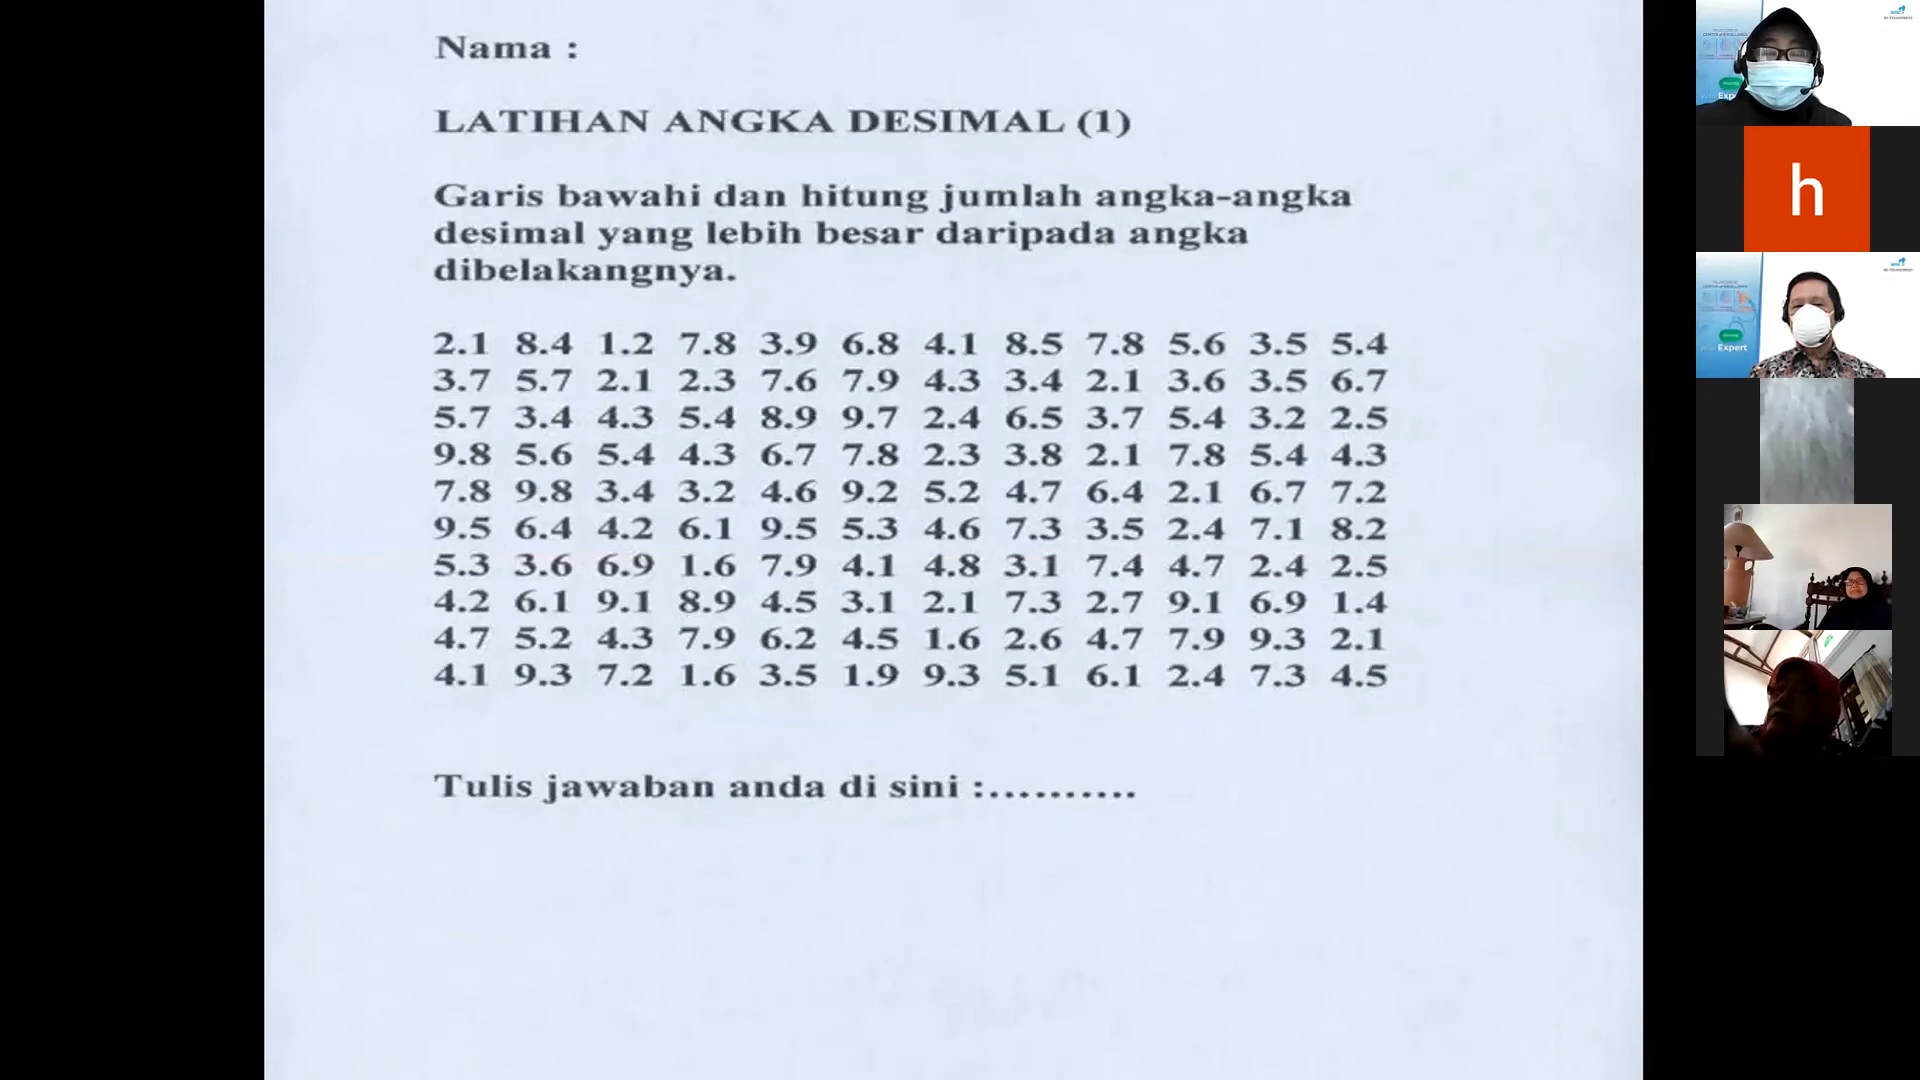 Nama :
LATIHAN ANGKA DESIMAL (1)
Garis bawahi dan hitung jumlah angka-angka
desimal yang lebih besar daripada angka
dibelakangnya.
2.1 8.4 1.2 7.8 3.9 6.8 4.1 8.5 7.8 5.6 3.5 5.4
3.7 5.7 2.1 2.3 7.6 7.9 4.3 3.4 2.1 3.6 3.5 6.7
5.7 3.4 4.3 5.4 8.9 9.7 2.4 6.5 3.7 5.4 3.2 2.5
9.8 5.6 5.4 4.3 6.7 7.8 2.3 3.8 2.1 7.8 5.4 4.3
7.8 9.8 3.4 3.2 4.6 9.2 5.2 4.7 6.4 2.1 6.7 7.2
9.5 6.4 4.2 6.1 9.5 5.3 4.6 7.3 3.5 2.4 7.1 8.2
5.3 3.6 6.9 1.6 7.9 4.1 4.8 3.1 7.4 4.7 2.4 2.5
4.2 6.1 9.1 8.9 4.5 3.1 2.1 7.3 2.7 9.1 6.9 1.4
4.7 5.2 4.3 7.9 6.2 4.5 1.6 2.6 4.7 7.9 9.3 2.1
4.1 9.3 7.2 1.6 3.5 1.9 9.3 5.1 6.1 2.4 7.3 4.5
Tulis jawaban anda di sini :..........
h
Expert